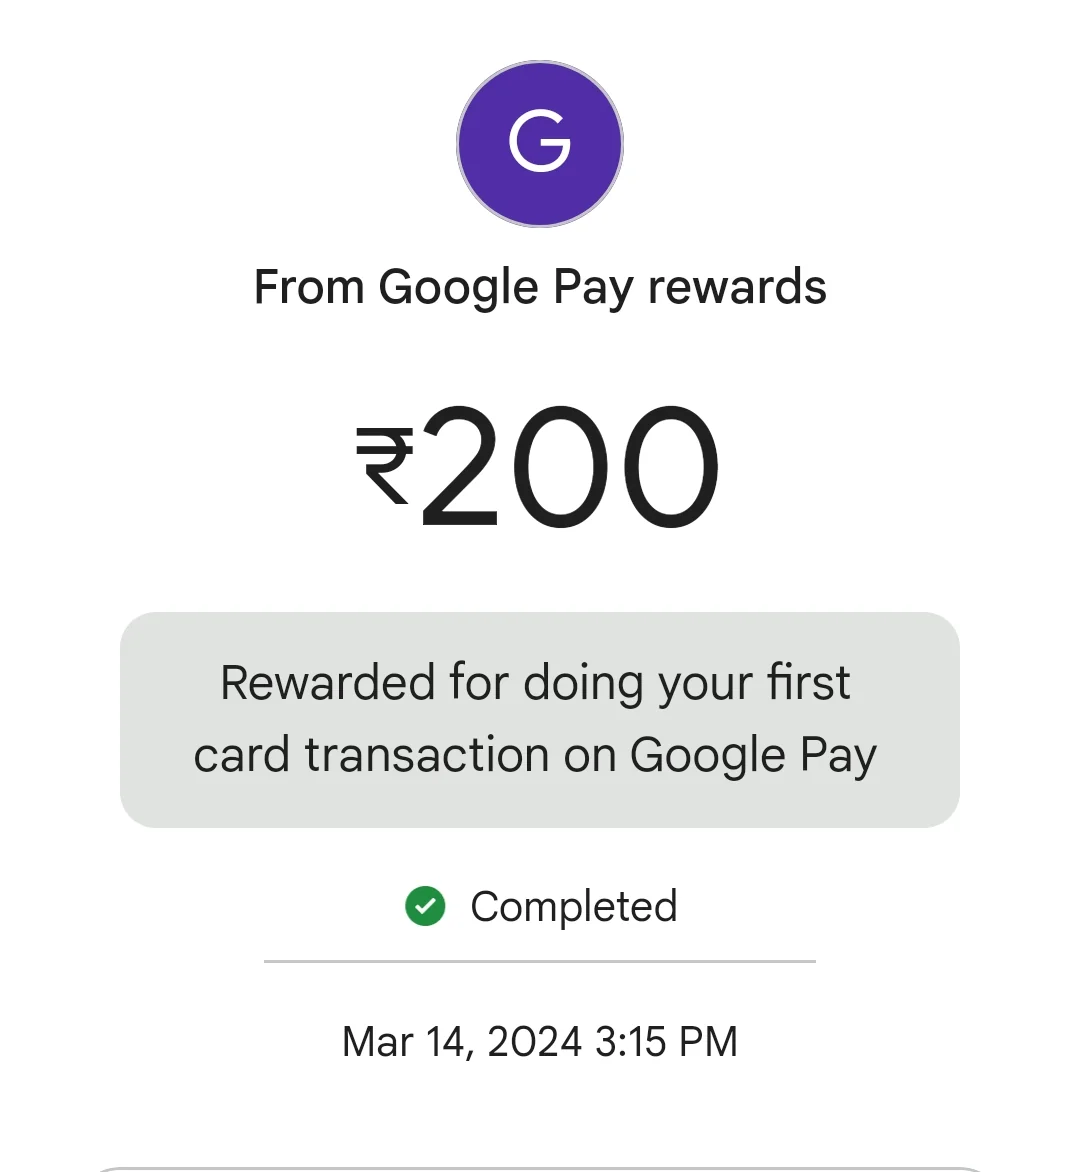 G
From Google Pay rewards
₹200
Rewarded for doing your first
card transaction on Google Pay
Completed
Mar 14, 2024 3:15 PM